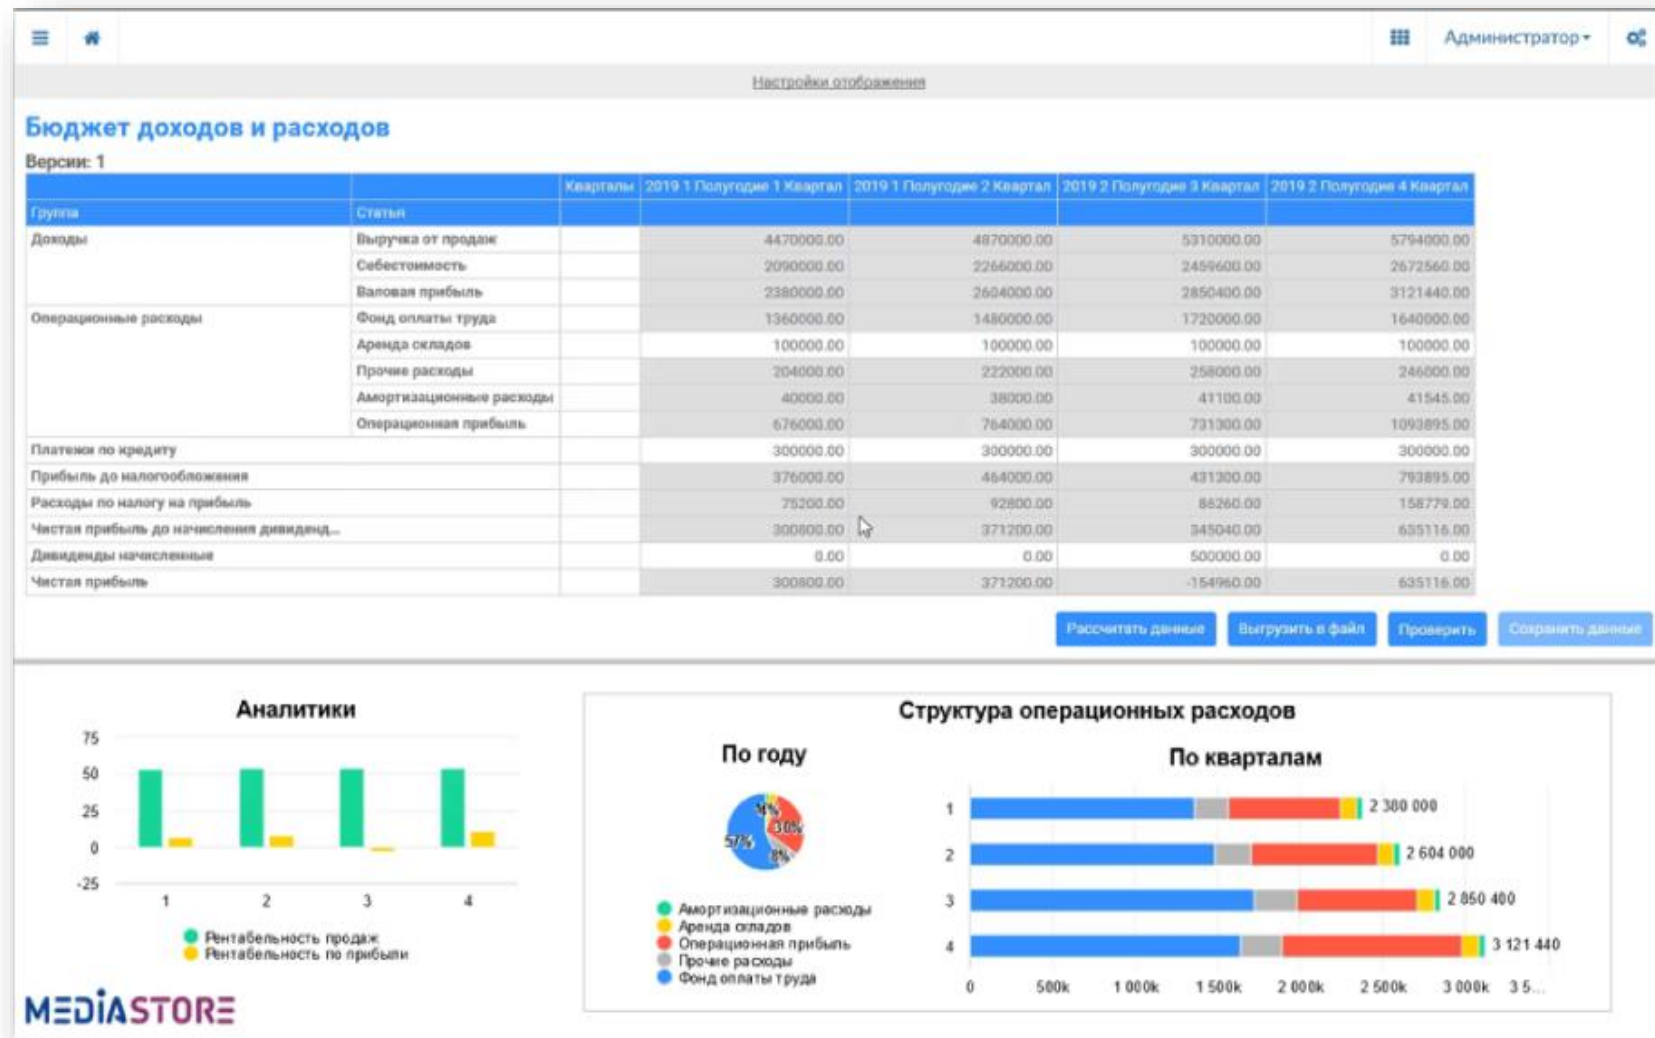 Администратор
Настройки отображения
Бюджет доходов и расходов
Версии: 1
Кварталы 2019 1 Полугодие 1 Квартал 2019 1 Полугодие 2 Квартал 2019 2 Полугодие 3 Квартал 2019 2 Полугодие 4 Квартал
Группа Статья
Доходы Выручка от продаж 4470000.00 4870000.00 5310000.00 5794000.00
Себестоимость 2090000.00 2266000.00 2459600.00 2672560.00
Валовая прибыль 2380000.00 2604000.00 2850400.00 3121440.00
Операционные расходы Фонд оплаты труда 1360000.00 1480000.00 1720000.00 1640000.00
Аренда складов 100000.00 100000.00 100000.00 100000.00
Прочие расходы 204000.00 222000.00 258000.00 246000.00
Амортизационные расходы 40000.00 38000.00 41100.00 41545.00
Операционная прибыль 676000.00 764000.00 731300.00 1093895.00
Платежи по кредиту 300000.00 300000.00 300000.00 300000.00
Прибыль до налогообложения 376000.00 464000.00 431300.00 793895.00
Расходы по налогу на прибыль 75200.00 92800.00 86260.00 158779.00
Чистая прибыль до начисления дивиденд... 300800.00 371200.00 345040.00 635116.00
Дивиденды начисленные 0.00 0.00 500000.00 0.00
Чистая прибыль 300800.00 371200.00 -154960.00 635116.00
Рассчитать данные Выгрузить в файл Проверить Сохранить данные
Аналитики
75
50
25
0
-25
1 2 3 4
Рентабельность продаж
Рентабельность по прибыли
MEDIASTORE
Структура операционных расходов
По году
30%
57%
8%
Амортизационные расходы
Аренда складов
Операционная прибыль
Прочие расходы
Фонд оплаты труда
По кварталам
1 2 380 000
2 2 604 000
3 2 850 400
4 3 121 440
0 500k 1 000k 1 500k 2 000k 2 500k 3 000k 3 5...